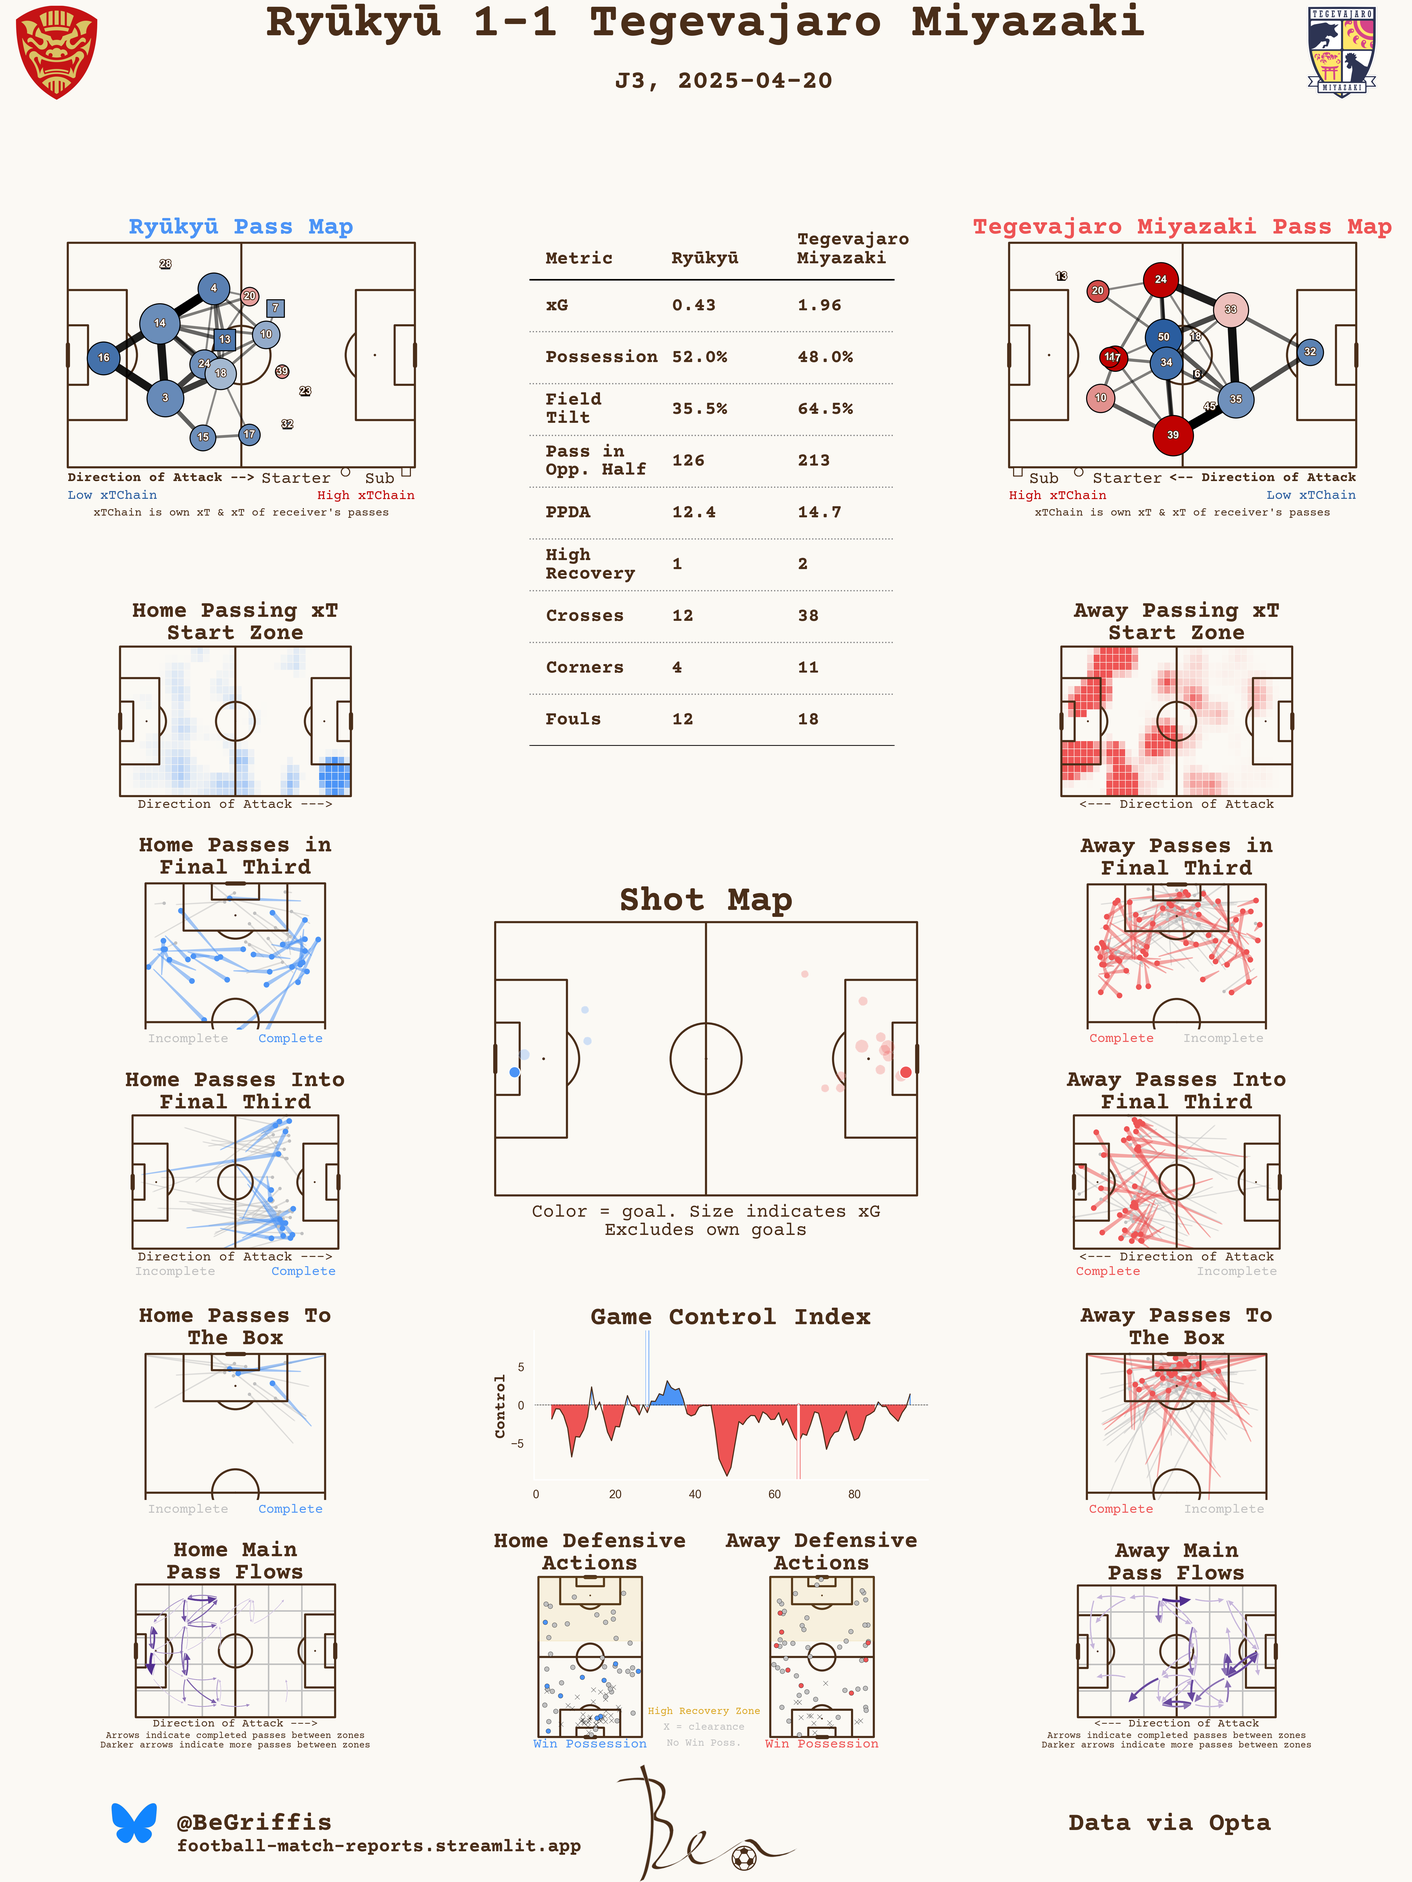 Ryūkyū 1-1 Tegevajaro Miyazaki
J3, 2025-04-20
TEGEVAJARO
MIYAZAKI
Ryūkyū Pass Map
28
4
20
7
14
13
10
16
24
18
39
3
23
32
15
17
Direction of Attack --> Starter Sub
Low xTChain High xTChain
xTChain is own xT & xT of receiver's passes
Metric Ryūkyū Tegevajaro Miyazaki
xG 0.43 1.96
Possession 52.0% 48.0%
Field Tilt 35.5% 64.5%
Pass in Opp. Half 126 213
PPDA 12.4 14.7
High Recovery 1 2
Crosses 12 38
Corners 4 11
Fouls 12 18
Tegevajaro Miyazaki Pass Map
13
20
24
33
50
18
32
11
17
34
6
10
45
35
39
Sub Starter <-- Direction of Attack
High xTChain Low xTChain
xTChain is own xT & xT of receiver's passes
Home Passing xT
Start Zone
Direction of Attack --->
Away Passing xT
Start Zone
<--- Direction of Attack
Home Passes in
Final Third
Incomplete Complete
Away Passes in
Final Third
Complete Incomplete
Shot Map
Color = goal. Size indicates xG
Excludes own goals
Home Passes Into
Final Third
Direction of Attack --->
Incomplete Complete
Away Passes Into
Final Third
<--- Direction of Attack
Complete Incomplete
Home Passes To
The Box
Incomplete Complete
Game Control Index
Control
5
0
-5
0 20 40 60 80
Away Passes To
The Box
Complete Incomplete
Home Main
Pass Flows
Direction of Attack --->
Arrows indicate completed passes between zones
Darker arrows indicate more passes between zones
Home Defensive
Actions
Win Possession
High Recovery Zone
X = clearance
No Win Poss.
Away Defensive
Actions
Win Possession
Away Main
Pass Flows
<--- Direction of Attack
Arrows indicate completed passes between zones
Darker arrows indicate more passes between zones
@BeGriffis
football-match-reports.streamlit.app
Ben
Data via Opta